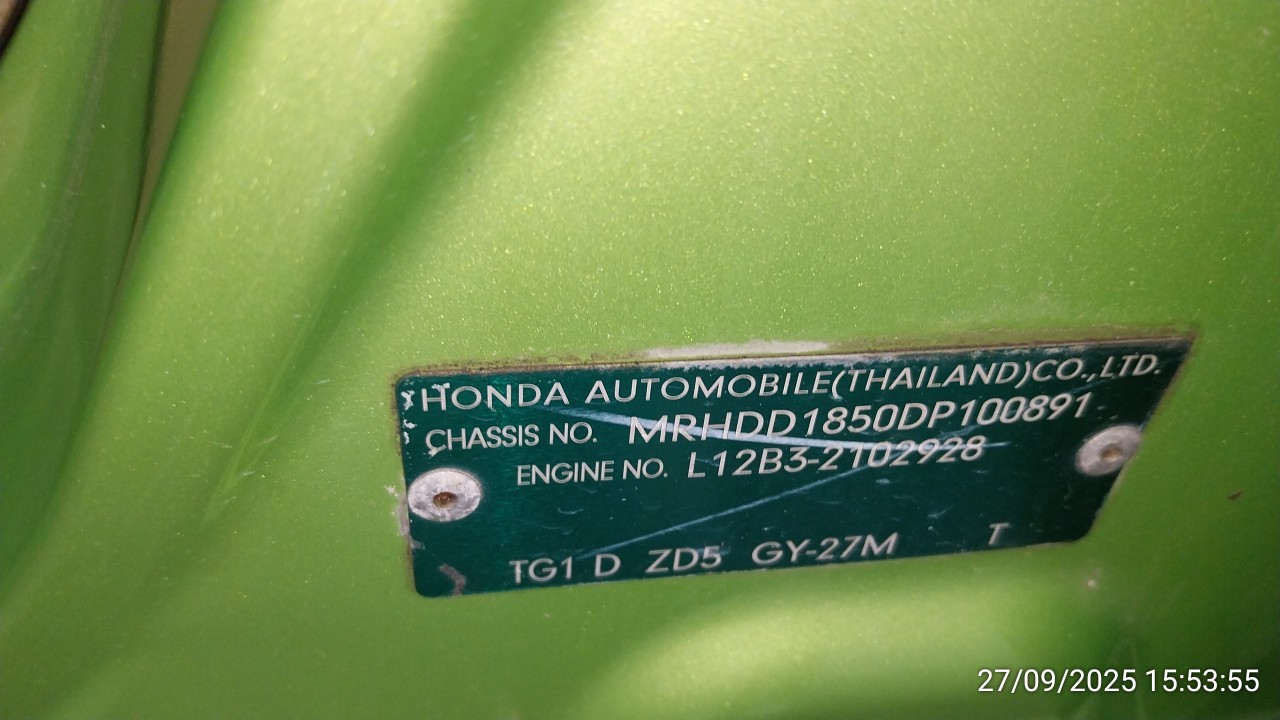 HONDA AUTOMOBILE(THAILAND)CO.,LTD.
CHASSIS NO. MRHDD1850DP100891
ENGINE NO. L12B3-2102928
TG1 D ZD5 GY-27M T
27/09/2025 15:53:55